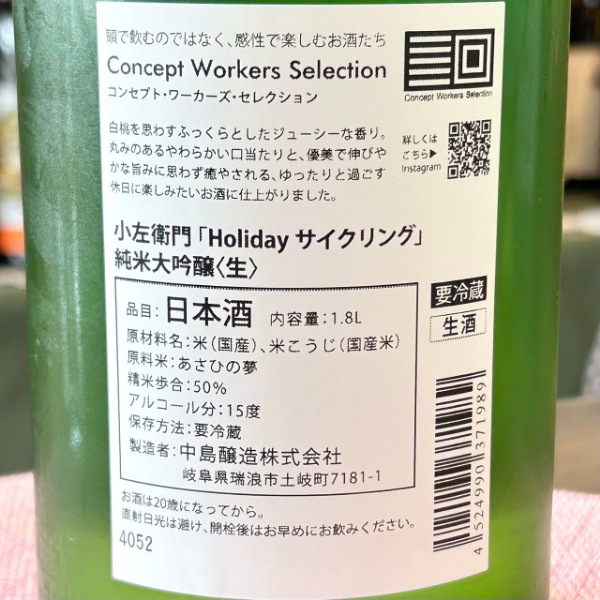 頭で飲むのではなく、感性で楽しむお酒たち
Concept Workers Selection
コンセプト・ワーカーズ・セレクション
Concept Workers Selection
白桃を思わすふっくらとしたジューシーな香り。
丸みのあるやわらかい口当たりと、優美で伸びや
かな旨みに思わず癒やされる、ゆったりと過ごす
休日に楽しみたいお酒に仕上がりました。
詳しくは
こちら▶
Instagram
小左衛門「Holiday サイクリング」
純米大吟醸〈生〉
要冷蔵
生酒
品目：日本酒 内容量：1.8L
原材料名：米（国産）、米こうじ（国産米）
原料米：あさひの夢
精米歩合：50%
アルコール分：15度
保存方法：要冷蔵
製造者：中島醸造株式会社
岐阜県瑞浪市土岐町7181-1
お酒は20歳になってから。
直射日光は避け、開栓後はお早めにお飲みください。
4052
4 524990 371989